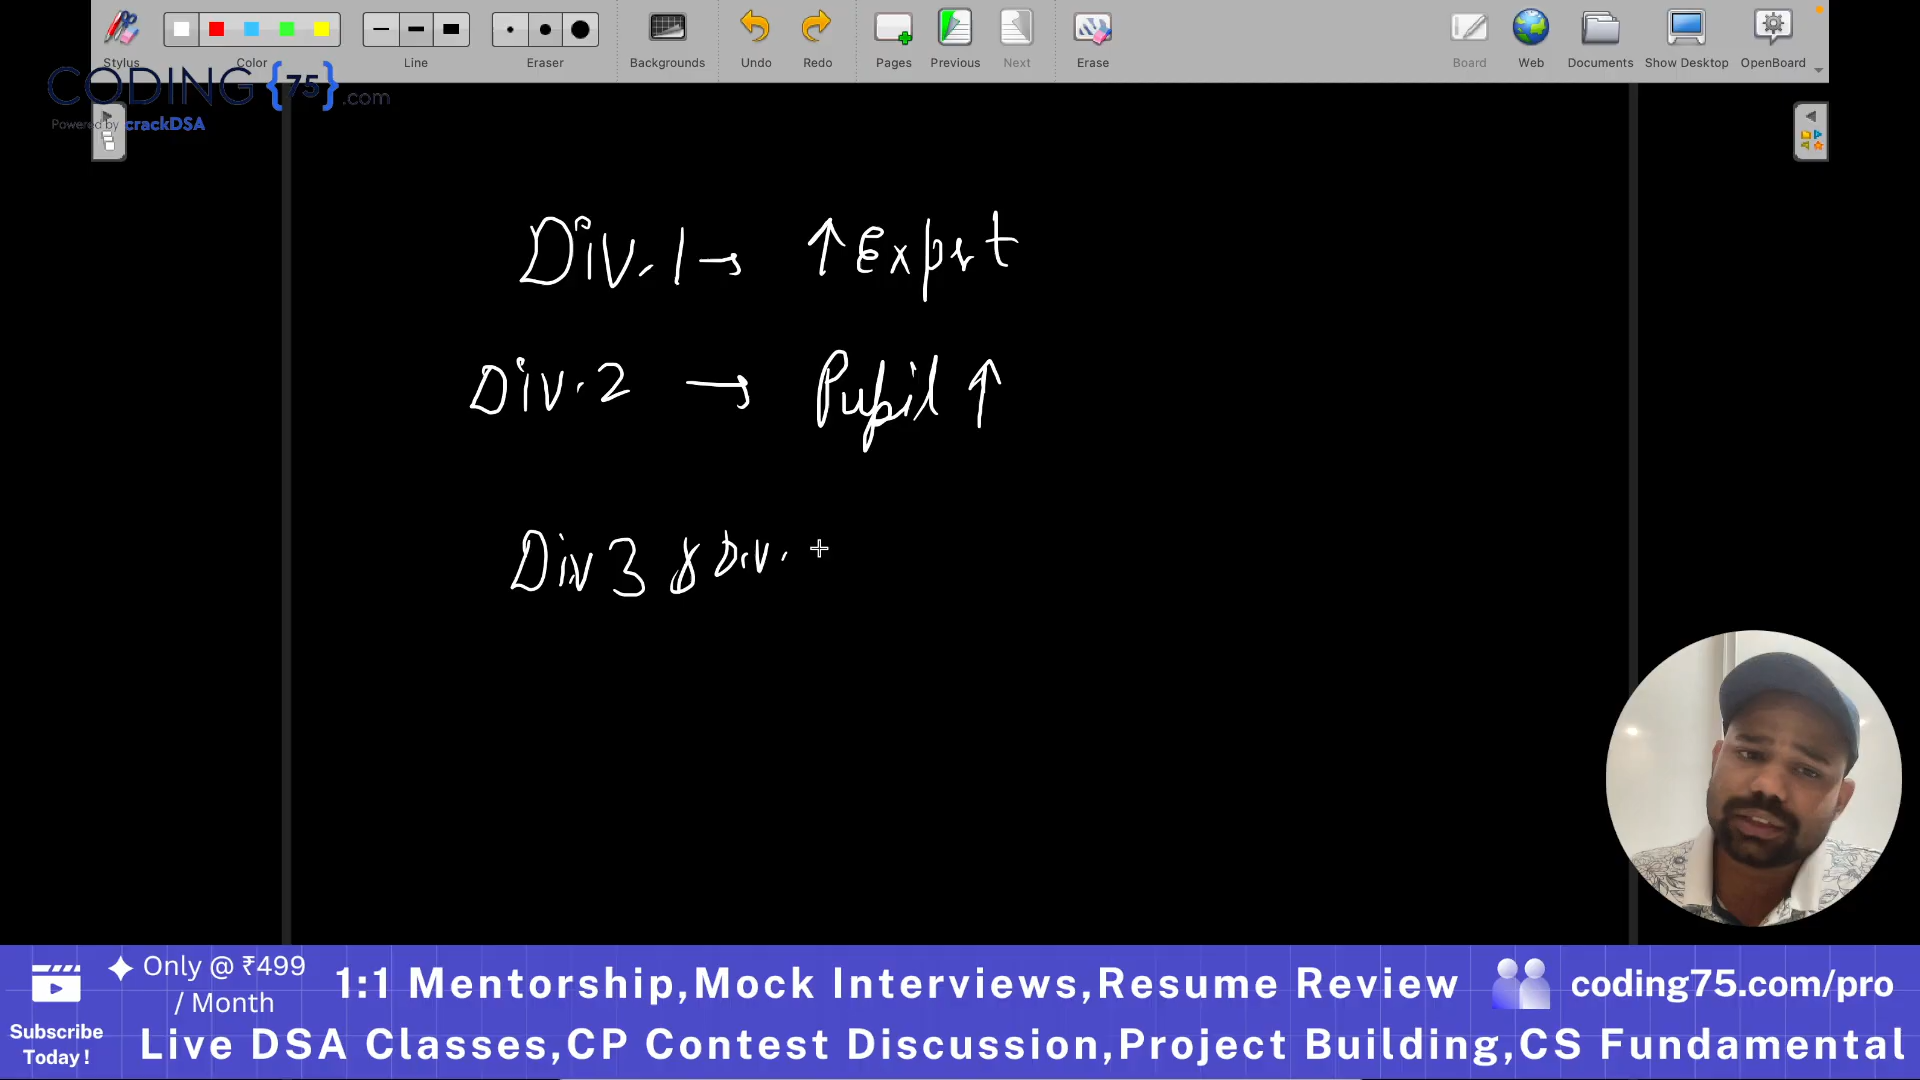 Stylus
Color
Line
Eraser
Backgrounds
Undo
Redo
Pages
Previous
Next
Erase
Board
Web
Documents
Show Desktop
OpenBoard
CODING {75} .com
Powered by crackDSA
Div. 1 → ↑ Expert
Div. 2 → Pupil ↑
Div 3 & Div.
Only @ ₹499 / Month
1:1 Mentorship,Mock Interviews,Resume Review
coding75.com/pro
Subscribe Today !
Live DSA Classes,CP Contest Discussion,Project Building,CS Fundamental